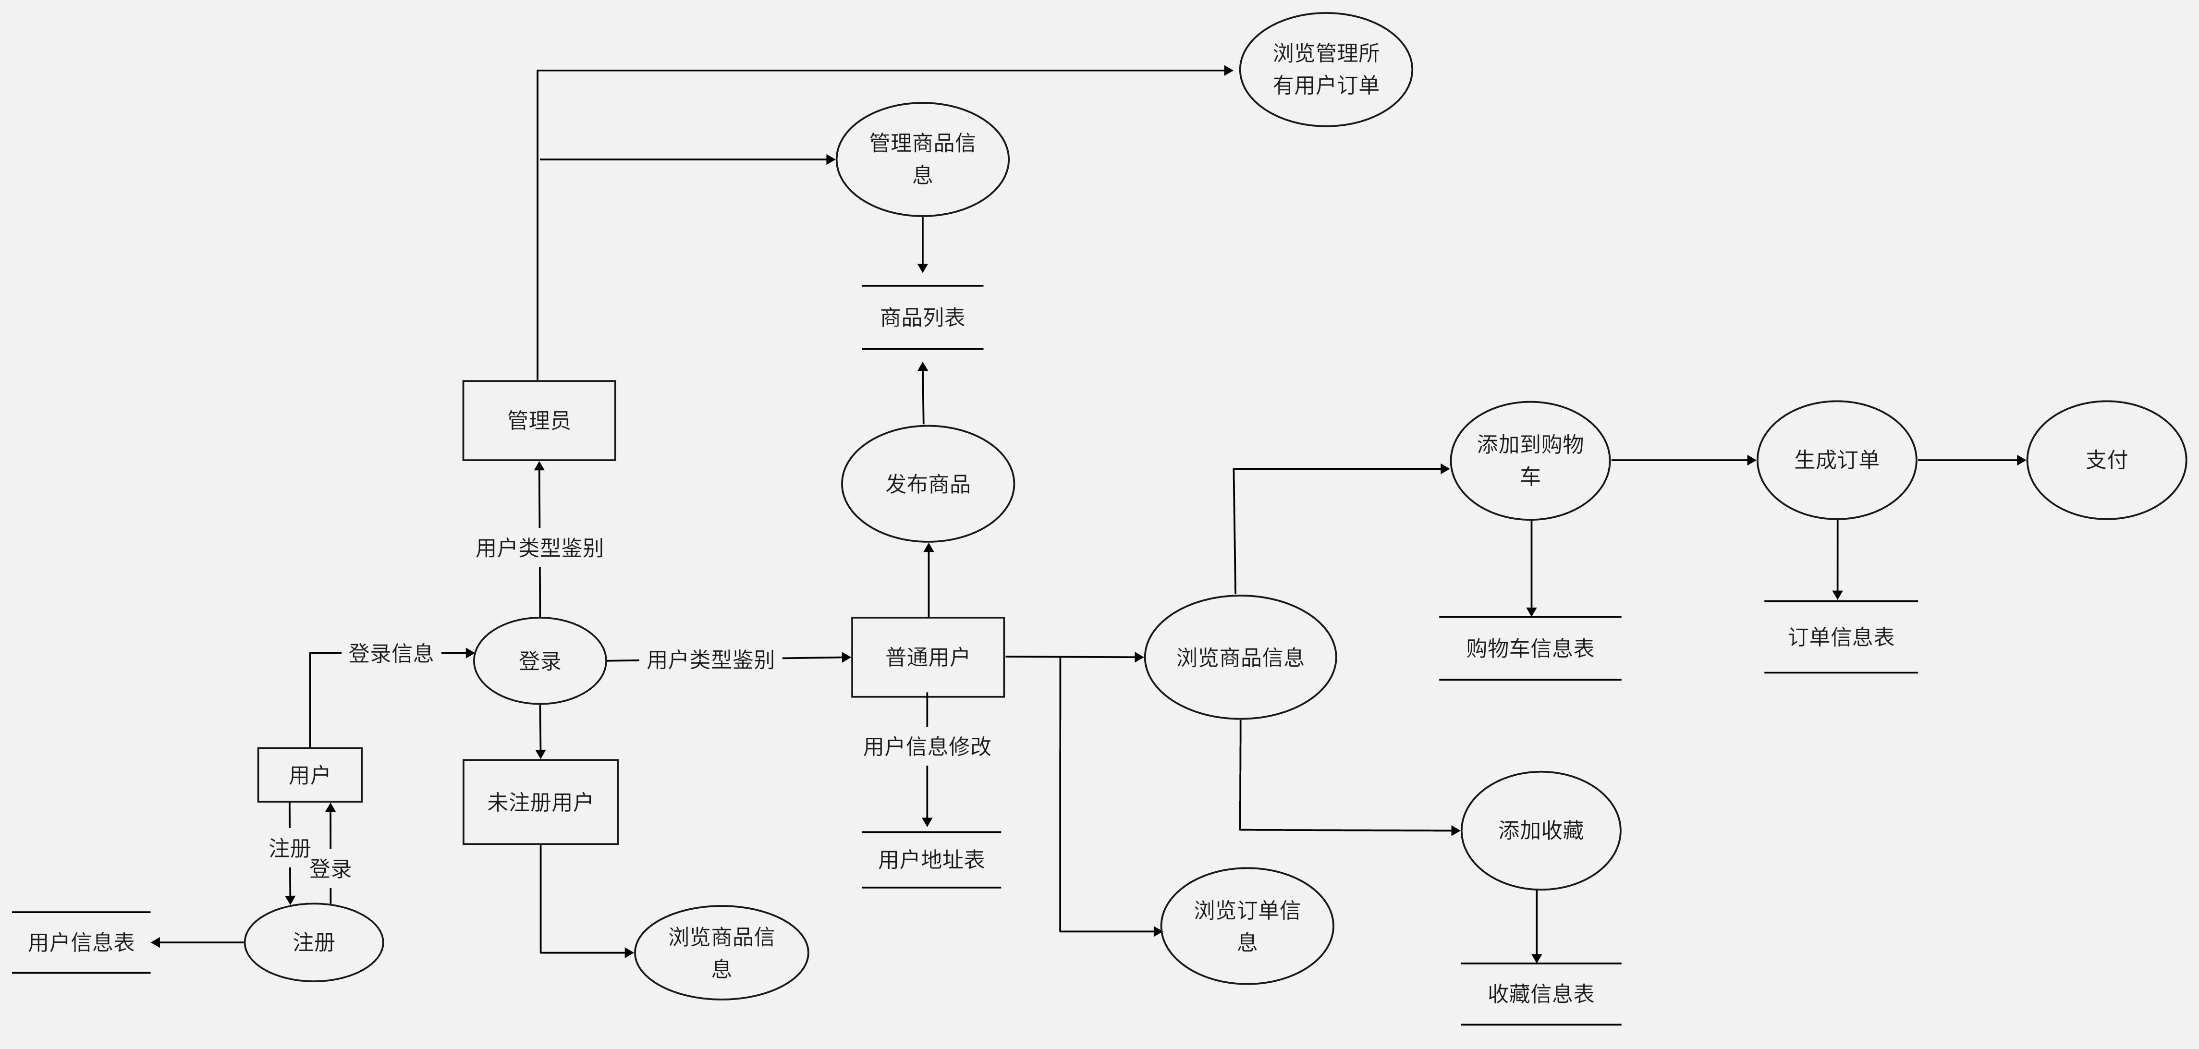 浏览管理所
有用户订单
管理商品信
息
商品列表
管理员
发布商品
添加到购物
车
生成订单
支付
用户类型鉴别
登录信息
登录
用户类型鉴别
普通用户
浏览商品信息
购物车信息表
订单信息表
用户
未注册用户
用户信息修改
注册
登录
用户地址表
添加收藏
用户信息表
注册
浏览商品信
息
浏览订单信
息
收藏信息表